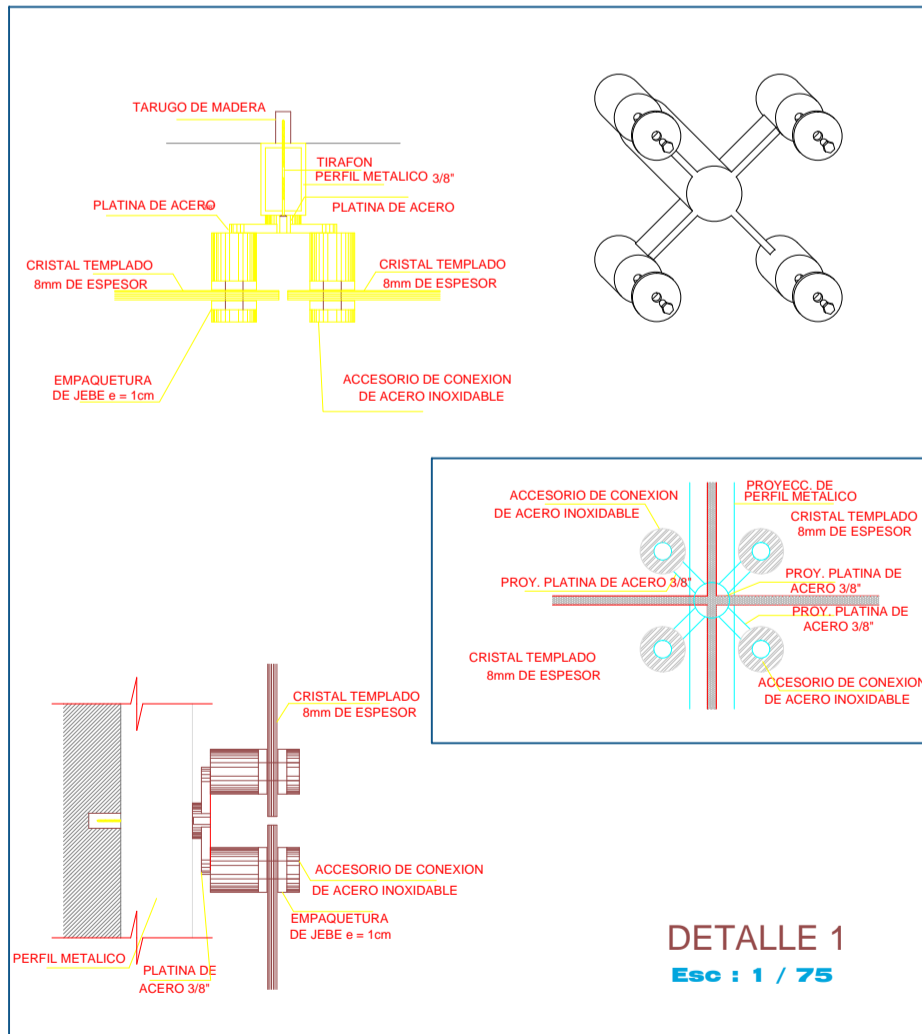 TARUGO DE MADERA
TIRAFON
PERFIL METALICO 3/8"
PLATINA DE ACERO
PLATINA DE ACERO
CRISTAL TEMPLADO
8mm DE ESPESOR
CRISTAL TEMPLADO
8mm DE ESPESOR
EMPAQUETURA
DE JEBE e = 1cm
ACCESORIO DE CONEXION
DE ACERO INOXIDABLE
ACCESORIO DE CONEXION
DE ACERO INOXIDABLE
PROYECC. DE
PERFIL METALICO
CRISTAL TEMPLADO
8mm DE ESPESOR
PROY. PLATINA DE ACERO 3/8"
PROY. PLATINA DE
ACERO 3/8"
PROY. PLATINA DE
ACERO 3/8"
CRISTAL TEMPLADO
8mm DE ESPESOR
ACCESORIO DE CONEXION
DE ACERO INOXIDABLE
CRISTAL TEMPLADO
8mm DE ESPESOR
ACCESORIO DE CONEXION
DE ACERO INOXIDABLE
EMPAQUETURA
DE JEBE e = 1cm
PERFIL METALICO
PLATINA DE
ACERO 3/8"
DETALLE 1
Esc : 1 / 75